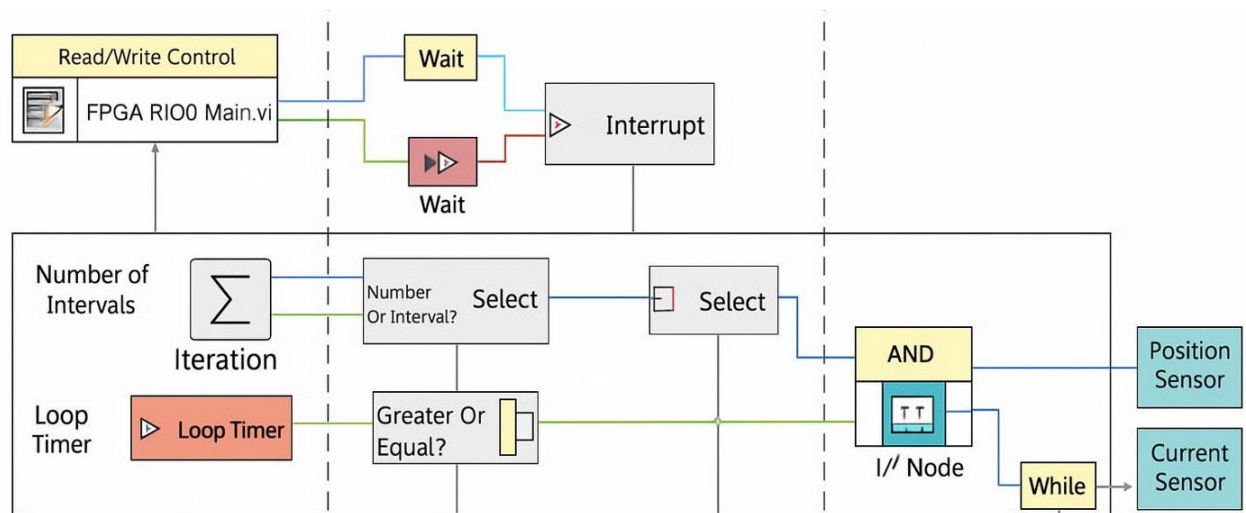 Read/Write Control
FPGA RIO0 Main.vi
Wait
Wait
Interrupt
Number of
Intervals
Iteration
Number
Or Interval?
Select
Select
Loop
Timer
Loop Timer
Greater Or
Equal?
AND
TT
Node
Position
Sensor
Current
Sensor
While